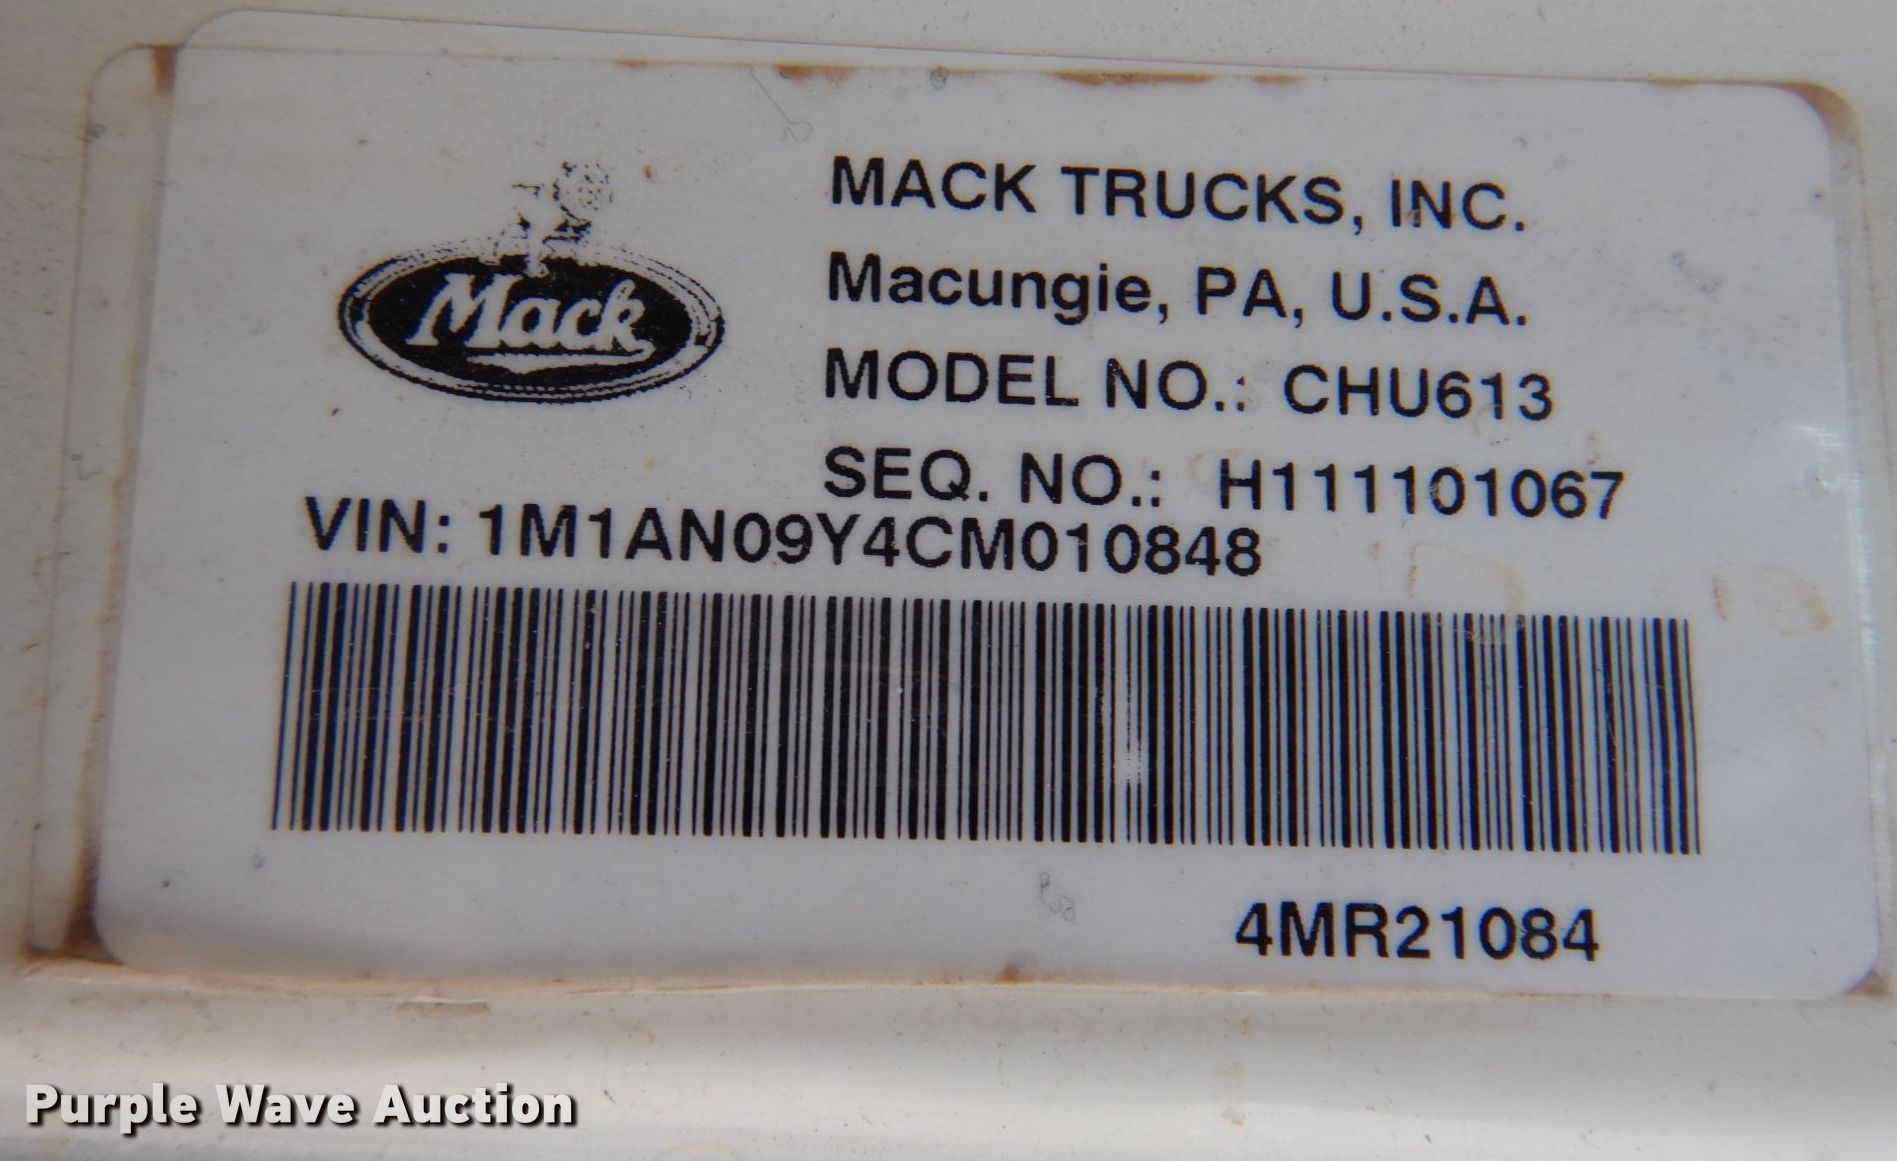 Mack
MACK TRUCKS, INC.
Macungie, PA, U.S.A.
MODEL NO.: CHU613
SEQ. NO.: H111101067
VIN: 1M1AN09Y4CM010848
4MR21084
Purple Wave Auction